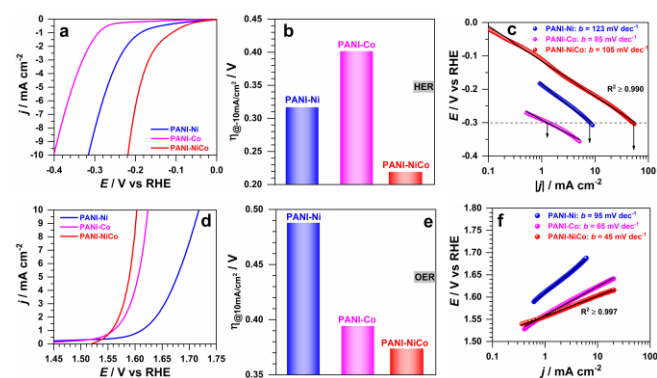 a
j / mA cm⁻²
0
-1
-2
-3
-4
-5
-6
-7
-8
-9
-10
PANI-Ni
PANI-Co
PANI-NiCo
-0.4
-0.3
-0.2
-0.1
0.0
E / V vs RHE
b
η@-10mA/cm2 / V
0.45
0.40
0.35
0.30
0.25
0.20
PANI-Ni
PANI-Co
PANI-NiCo
HER
c
PANI-Ni: b = 123 mV dec⁻¹
PANI-Co: b = 85 mV dec⁻¹
PANI-NiCo: b = 105 mV dec⁻¹
R² ≥ 0.990
E / V vs RHE
0.0
-0.1
-0.2
-0.3
-0.4
0.1
1
10
100
|j| / mA cm⁻²
d
j / mA cm⁻²
10
9
8
7
6
5
4
3
2
1
0
PANI-Ni
PANI-Co
PANI-NiCo
1.45
1.50
1.55
1.60
1.65
1.70
1.75
E / V vs RHE
e
η@10mA/cm2 / V
0.50
0.45
0.40
0.35
PANI-Ni
PANI-Co
PANI-NiCo
OER
f
PANI-Ni: b = 95 mV dec⁻¹
PANI-Co: b = 65 mV dec⁻¹
PANI-NiCo: b = 45 mV dec⁻¹
R² ≥ 0.997
E / V vs RHE
1.75
1.70
1.65
1.60
1.55
1.50
0.1
1
10
100
j / mA cm⁻²